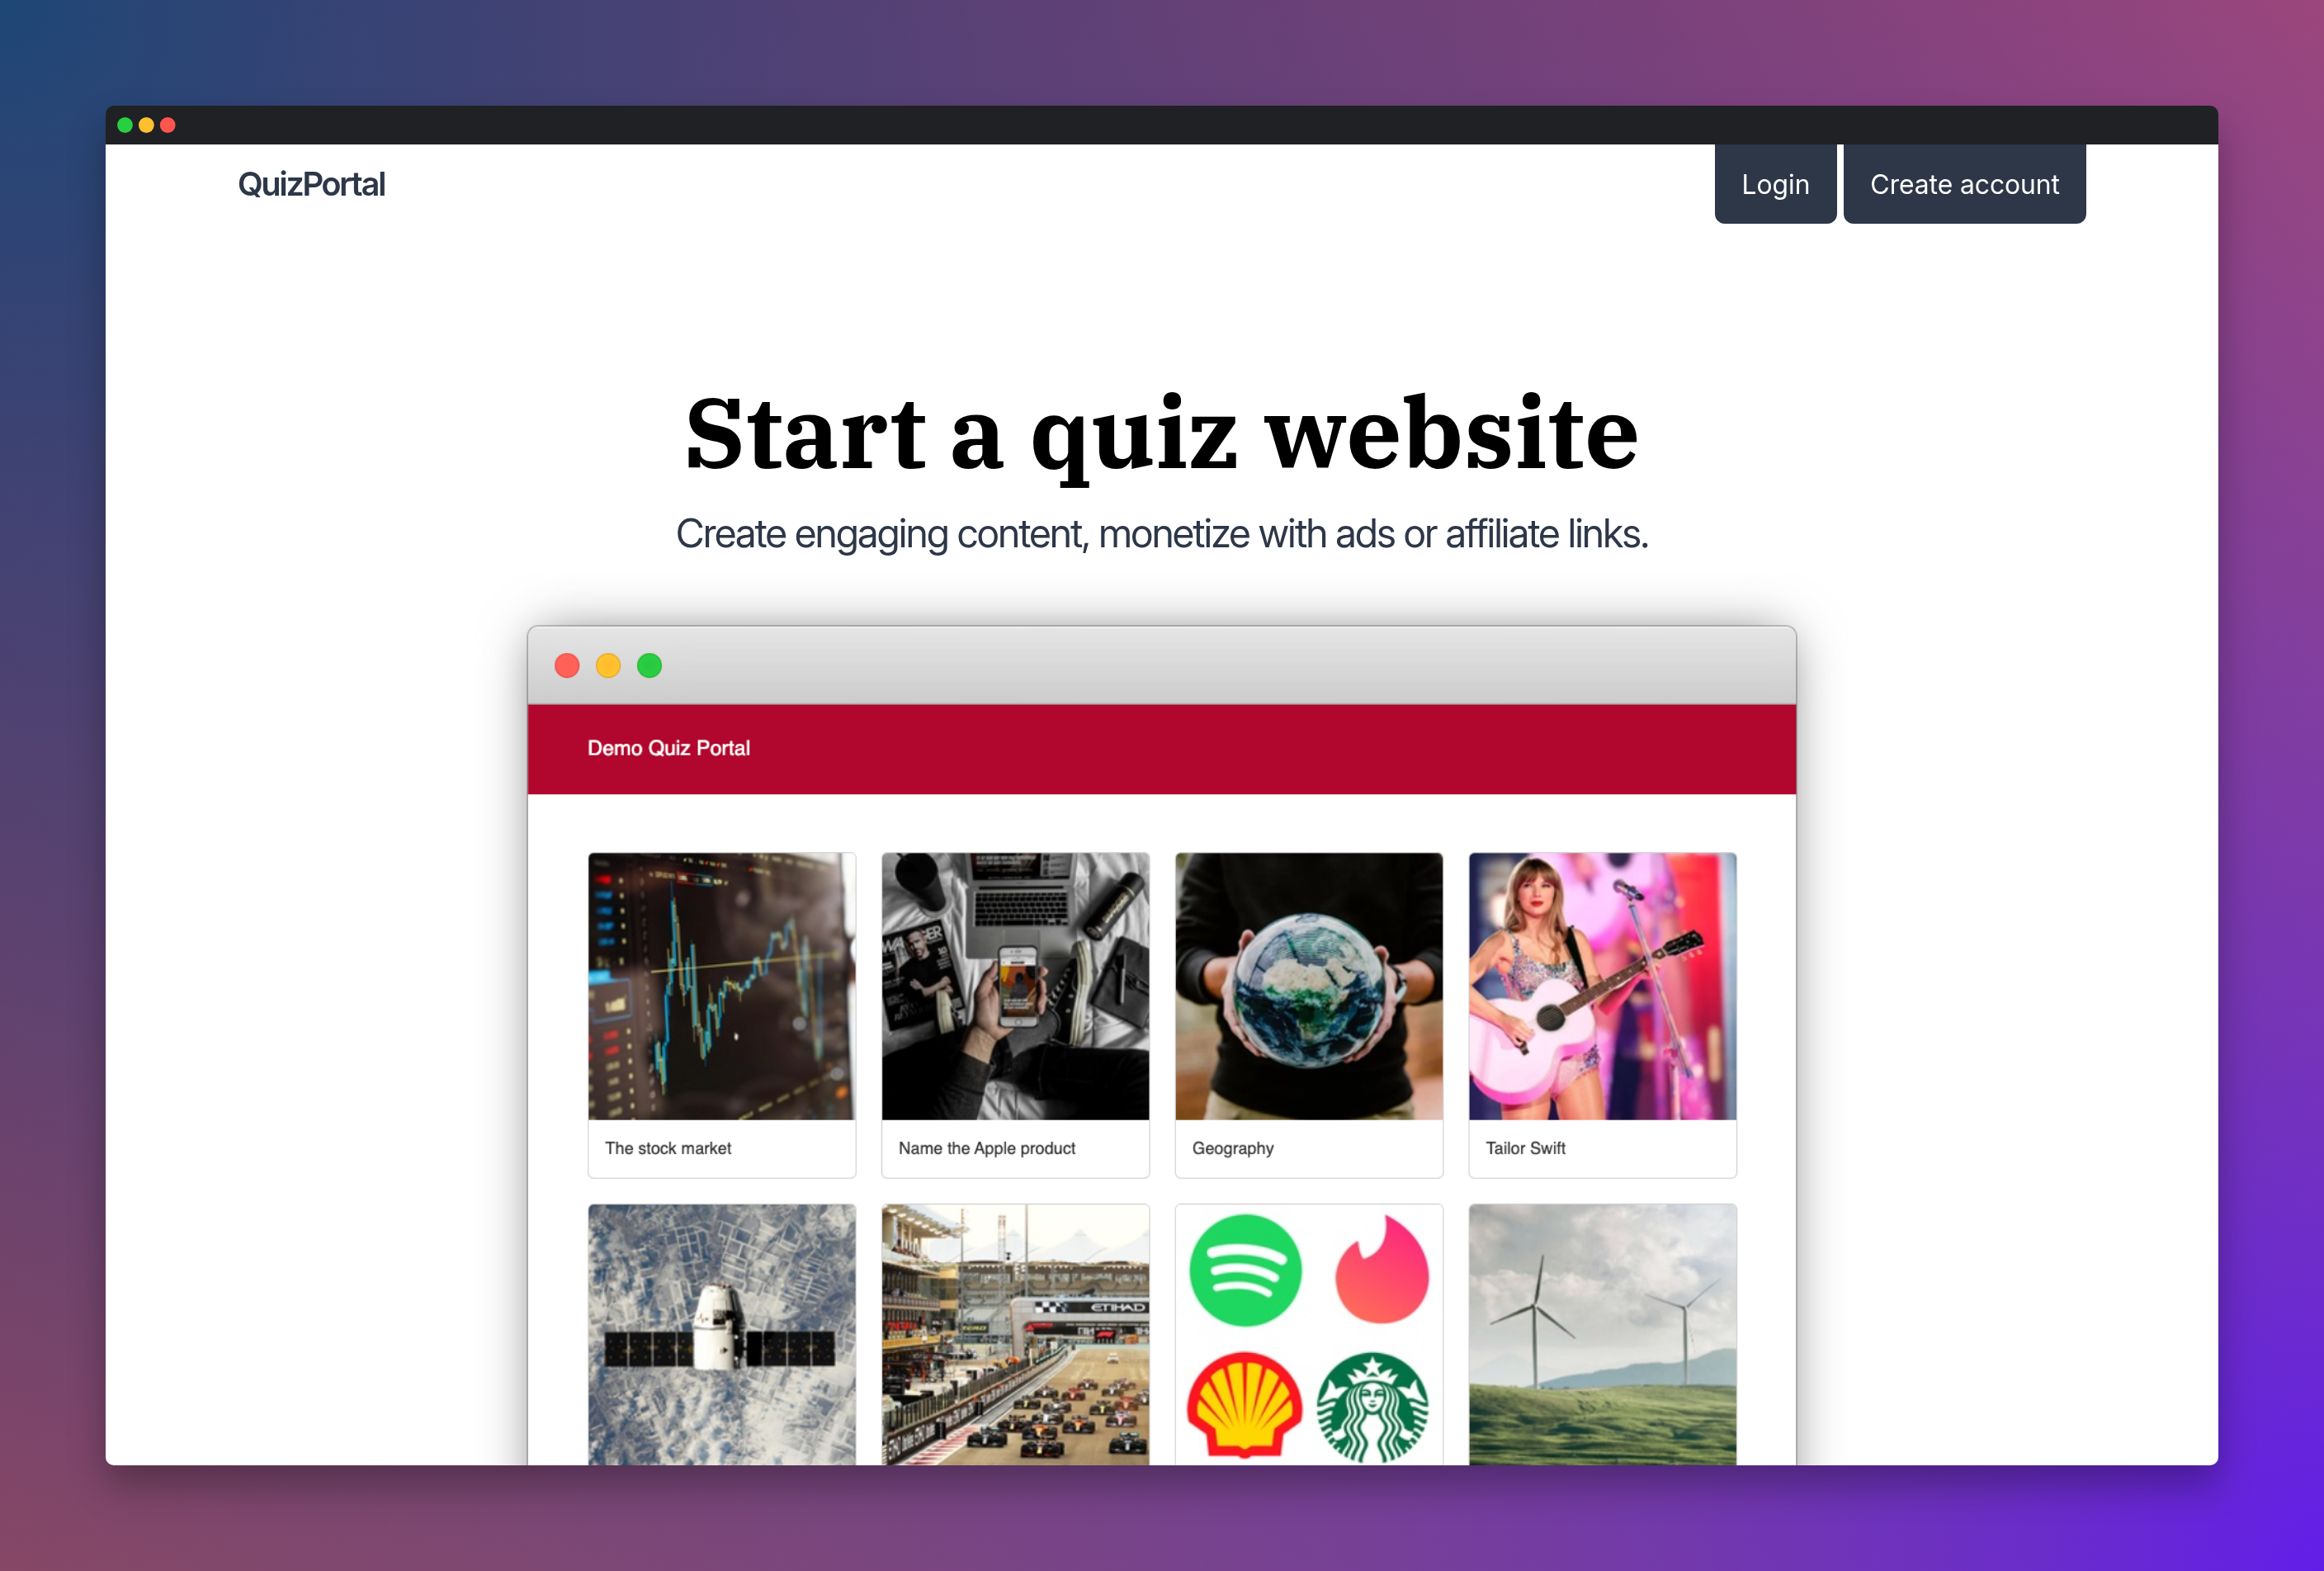 QuizPortal
Login
Create account
Start a quiz website
Create engaging content, monetize with ads or affiliate links.
Demo Quiz Portal
The stock market
Name the Apple product
Geography
Tailor Swift
ETIHAD